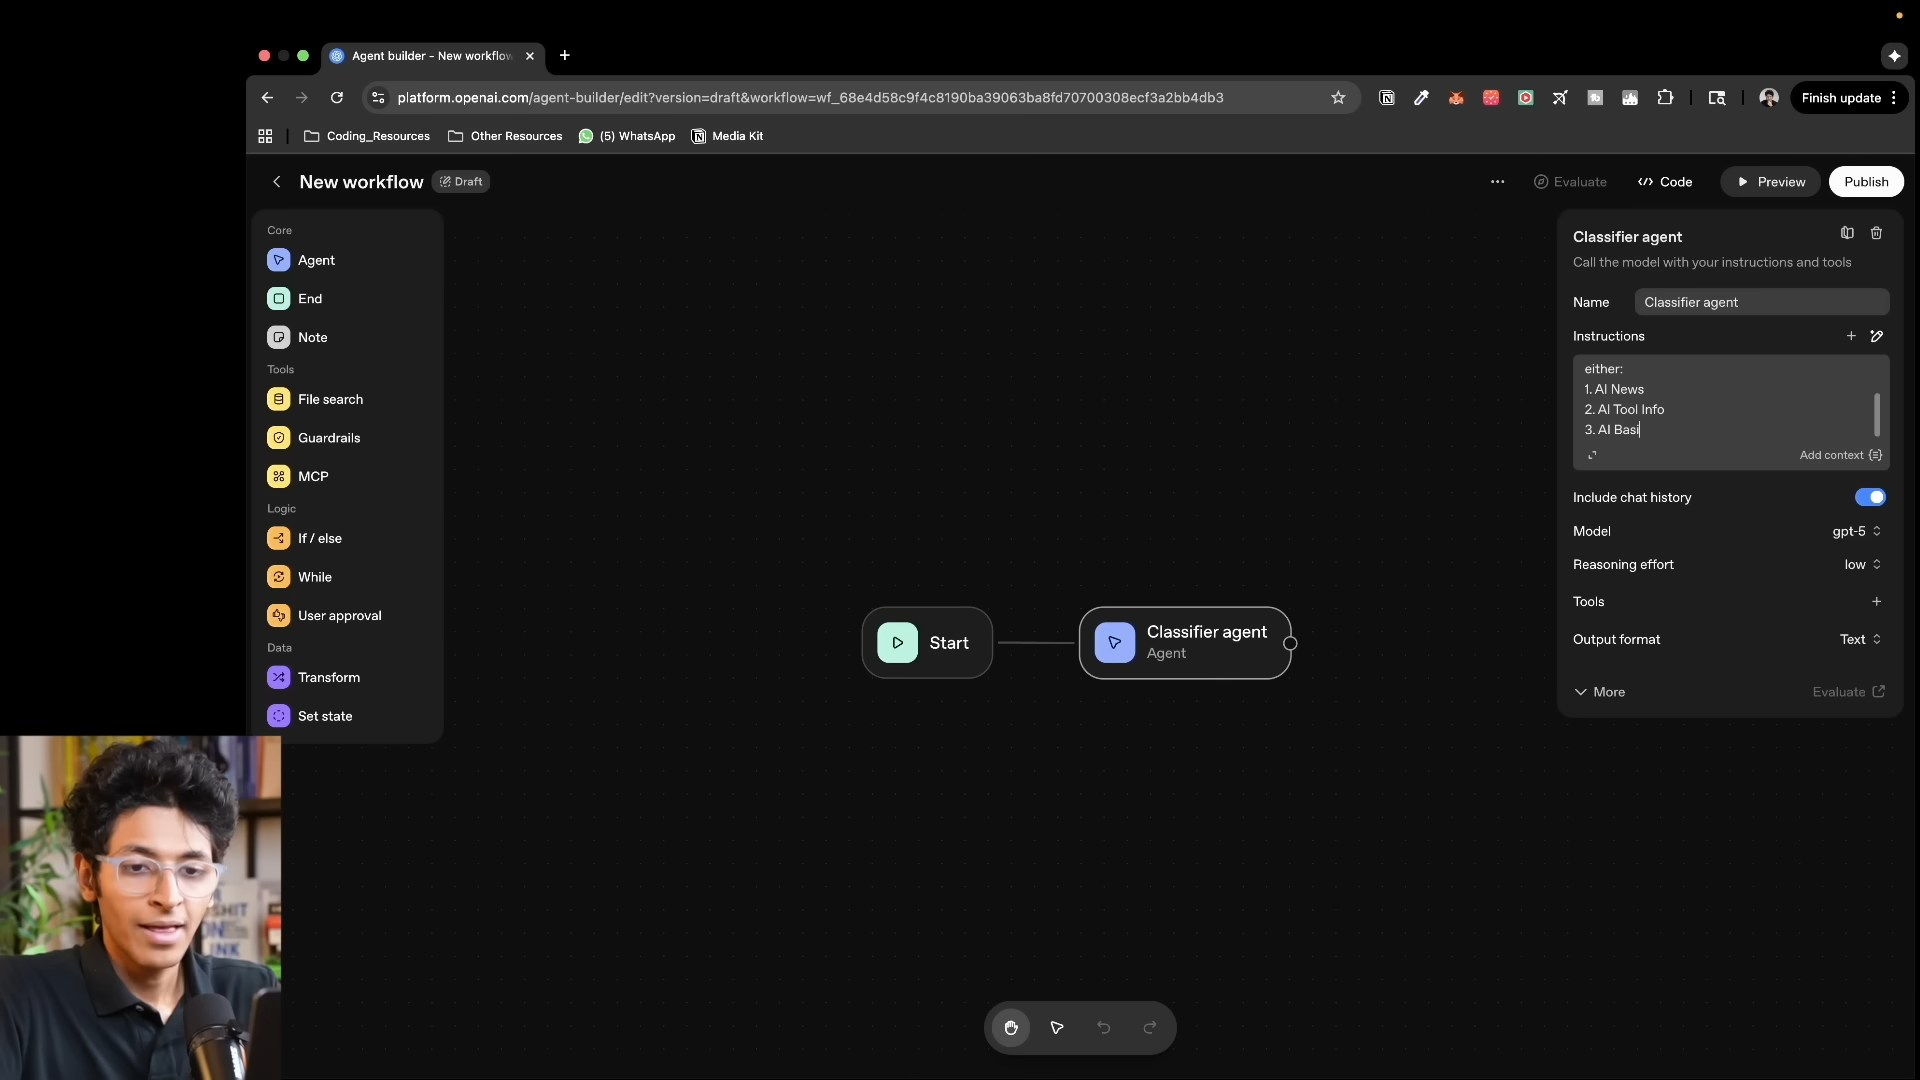 Agent builder - New workflow
platform.openai.com/agent-builder/edit?version=draft&workflow=wf_68e4d58c9f4c8190ba39063ba8fd70700308ecf3a2bb4db3
Finish update
Coding_Resources
Other Resources
(5) WhatsApp
Media Kit
New workflow
Draft
Evaluate
Code
Preview
Publish
Core
Agent
End
Note
Tools
File search
Guardrails
MCP
Logic
If / else
While
User approval
Data
Transform
Set state
Start
Classifier agent
Agent
Classifier agent
Call the model with your instructions and tools
Name
Classifier agent
Instructions
either:
1. AI News
2. AI Tool Info
3. AI Basi
Add context
Include chat history
Model
gpt-5
Reasoning effort
low
Tools
Output format
Text
More
Evaluate